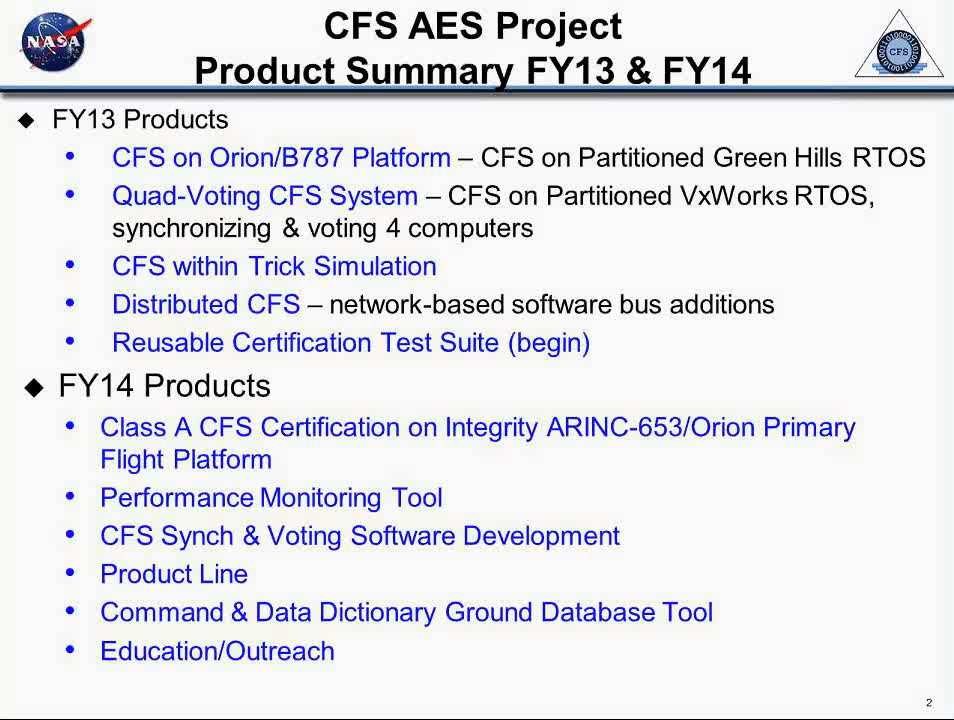 CFS AES Project
Product Summary FY13 & FY14
NASA
CFS
FY13 Products
CFS on Orion/B787 Platform – CFS on Partitioned Green Hills RTOS
Quad-Voting CFS System – CFS on Partitioned VxWorks RTOS,
synchronizing & voting 4 computers
CFS within Trick Simulation
Distributed CFS – network-based software bus additions
Reusable Certification Test Suite (begin)
FY14 Products
Class A CFS Certification on Integrity ARINC-653/Orion Primary
Flight Platform
Performance Monitoring Tool
CFS Synch & Voting Software Development
Product Line
Command & Data Dictionary Ground Database Tool
Education/Outreach
2